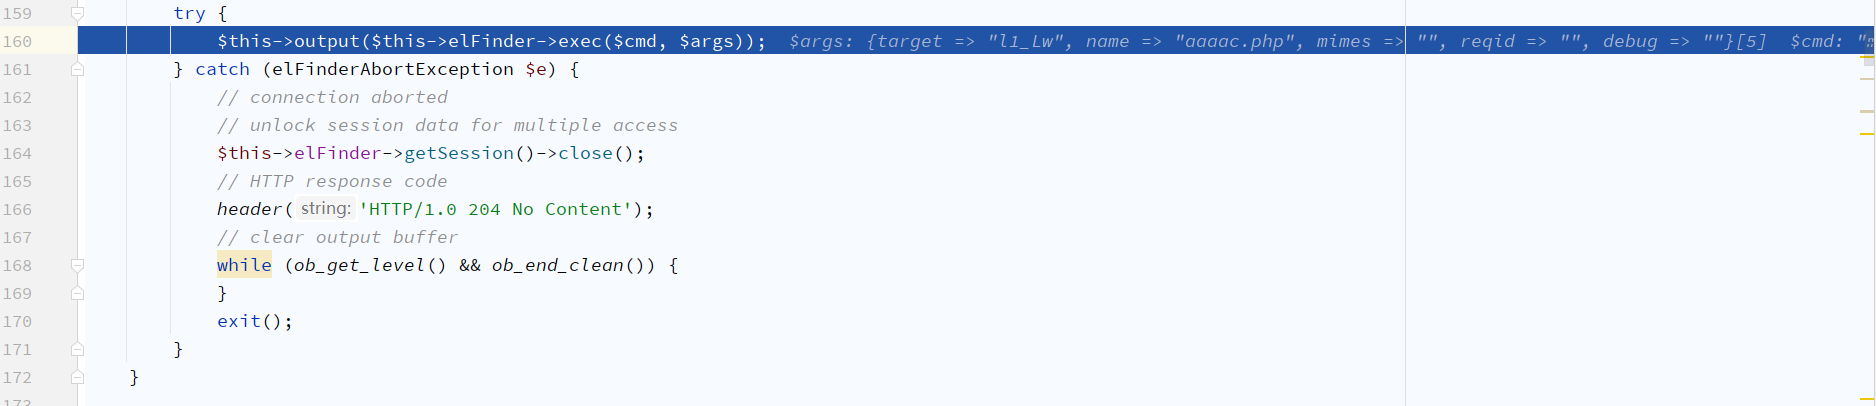 159 try {
160 $this->output($this->elFinder->exec($cmd, $args)); $args: {target => "l1_Lw", name => "aaaac.php", mimes => "", reqid => "", debug => ""}[5] $cmd: "
161 } catch (elFinderAbortException $e) {
162 // connection aborted
163 // unlock session data for multiple access
164 $this->elFinder->getSession()->close();
165 // HTTP response code
166 header( string: 'HTTP/1.0 204 No Content');
167 // clear output buffer
168 while (ob_get_level() && ob_end_clean()) {
169 }
170 exit();
171 }
172 }
173